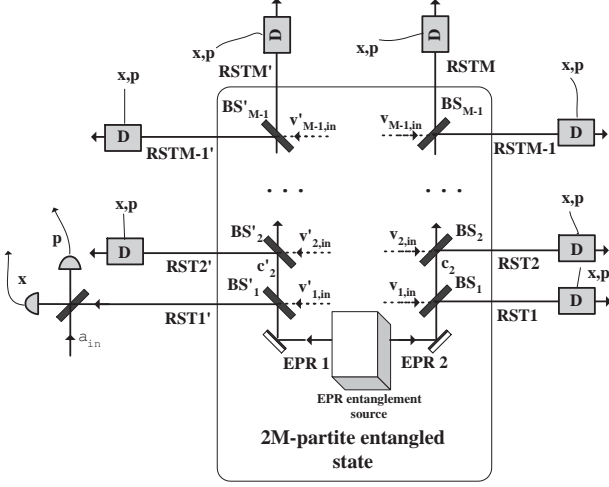 D
D
x,p
x,p
RSTM'
RSTM
x,p
x,p
BS'M-1
BSM-1
v'M-1,in
vM-1,in
D
D
RSTM-1'
RSTM-1
. . .
. . .
x,p
x,p
p
BS'2
v'2,in
v2,in
BS2
D
D
RST2'
c'2
c2
RST2
x,p
x
BS'1
v'1,in
v1,in
BS1
D
RST1'
RST1
ain
EPR 1
EPR 2
EPR entanglement
source
2M-partite entangled
state